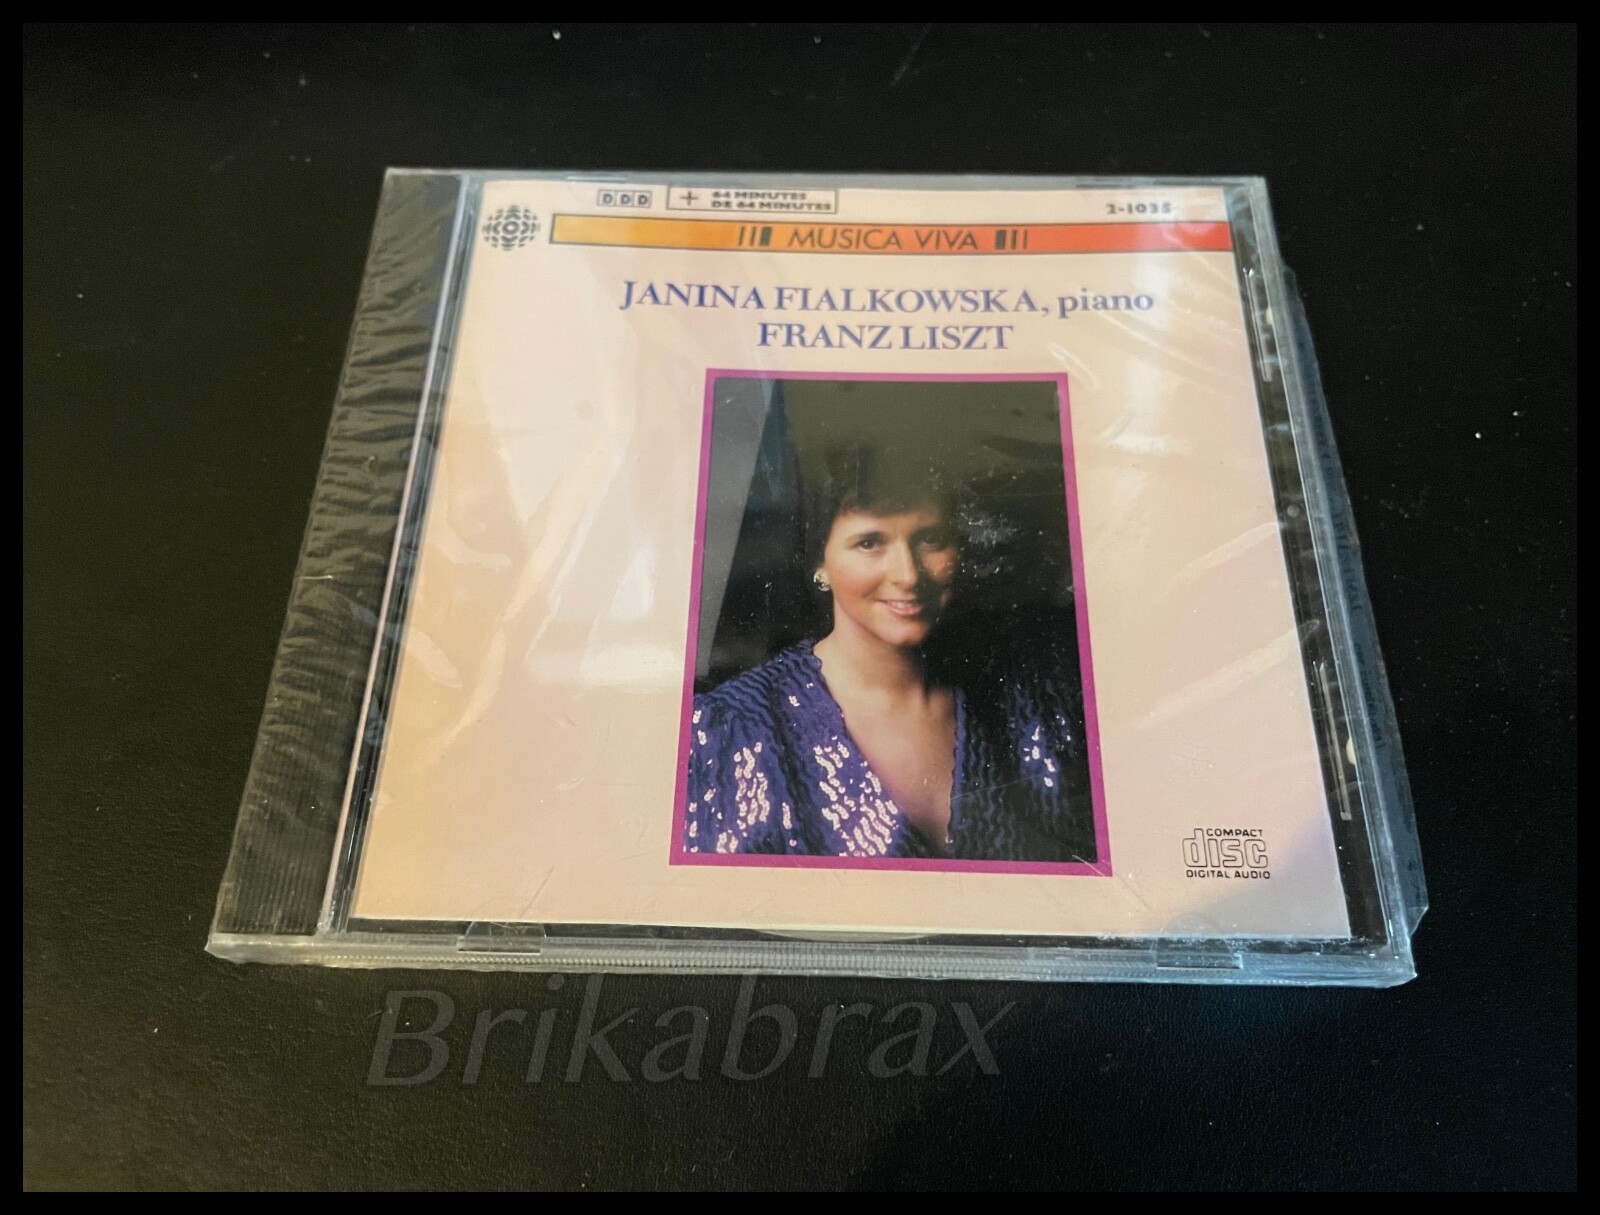 DDD
+ 64 MINUTES
DE 64 MINUTES
2-1035
MUSICA VIVA
JANINA FIALKOWSKA, piano
FRANZ LISZT
COMPACT
disc
DIGITAL AUDIO
Brikabrax